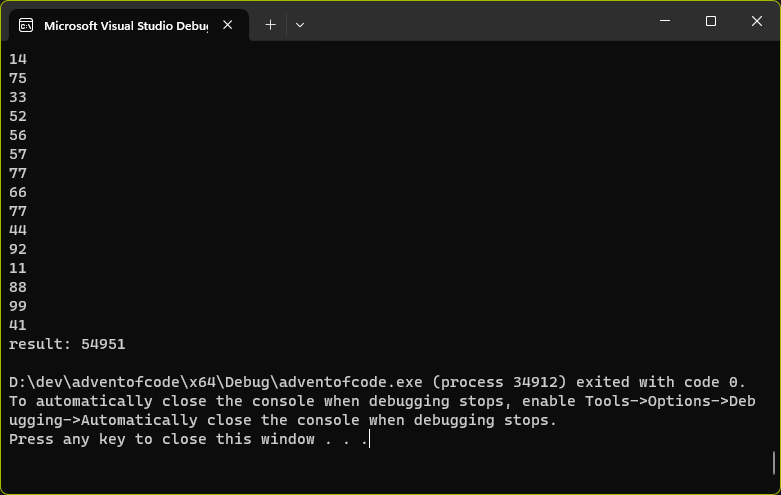 Microsoft Visual Studio Debug
14
75
33
52
56
57
77
66
77
44
92
11
88
99
41
result: 54951
D:\dev\adventofcode\x64\Debug\adventofcode.exe (process 34912) exited with code 0.
To automatically close the console when debugging stops, enable Tools->Options->Deb
ugging->Automatically close the console when debugging stops.
Press any key to close this window . . .